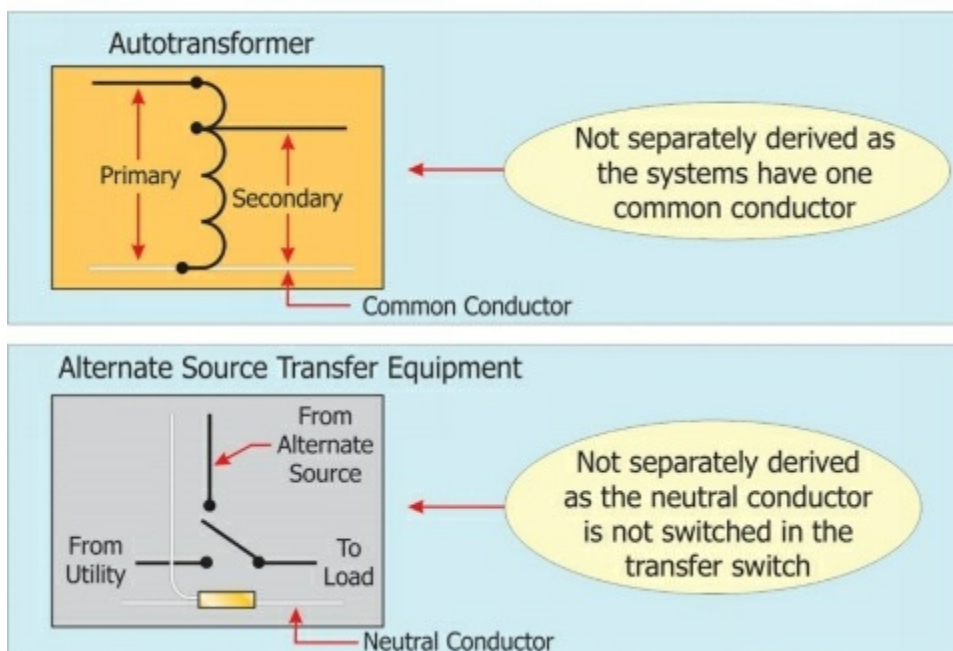 Autotransformer
Primary
Secondary
Common Conductor
Not separately derived as
the systems have one
common conductor
Alternate Source Transfer Equipment
From
Alternate
Source
From
Utility
To
Load
Neutral Conductor
Not separately derived
as the neutral conductor
is not switched in the
transfer switch